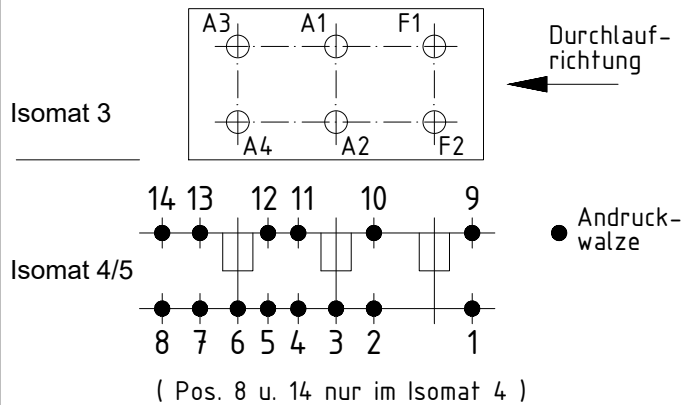 A3 A1 F1
Durchlauf-
richtung
Isomat 3
A4 A2 F2
14 13 12 11 10 9
Andruck-
walze
Isomat 4/5
8 7 6 5 4 3 2 1
( Pos. 8 u. 14 nur im Isomat 4 )